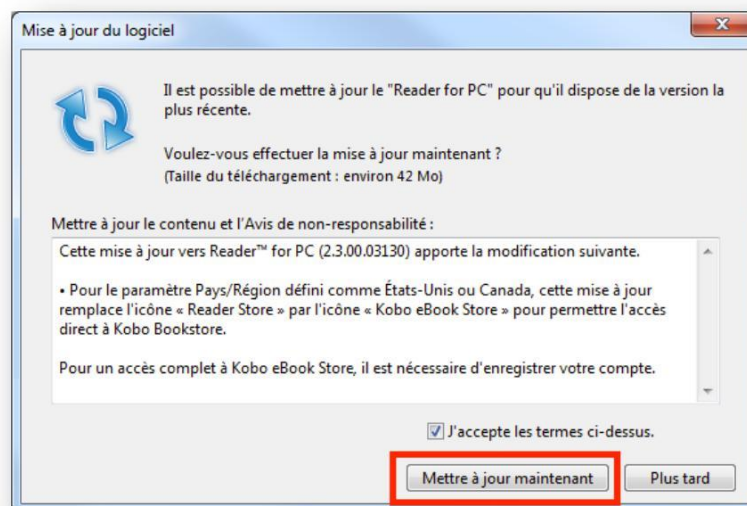 Mise à jour du logiciel
Il est possible de mettre à jour le "Reader for PC" pour qu'il dispose de la version la
plus récente.
Voulez-vous effectuer la mise à jour maintenant ?
(Taille du téléchargement : environ 42 Mo)
Mettre à jour le contenu et l'Avis de non-responsabilité :
Cette mise à jour vers Reader™ for PC (2.3.00.03130) apporte la modification suivante.
• Pour le paramètre Pays/Région défini comme États-Unis ou Canada, cette mise à jour
remplace l'icône « Reader Store » par l'icône « Kobo eBook Store » pour permettre l'accès
direct à Kobo Bookstore.
Pour un accès complet à Kobo eBook Store, il est nécessaire d'enregistrer votre compte.
J'accepte les termes ci-dessus.
Mettre à jour maintenant
Plus tard